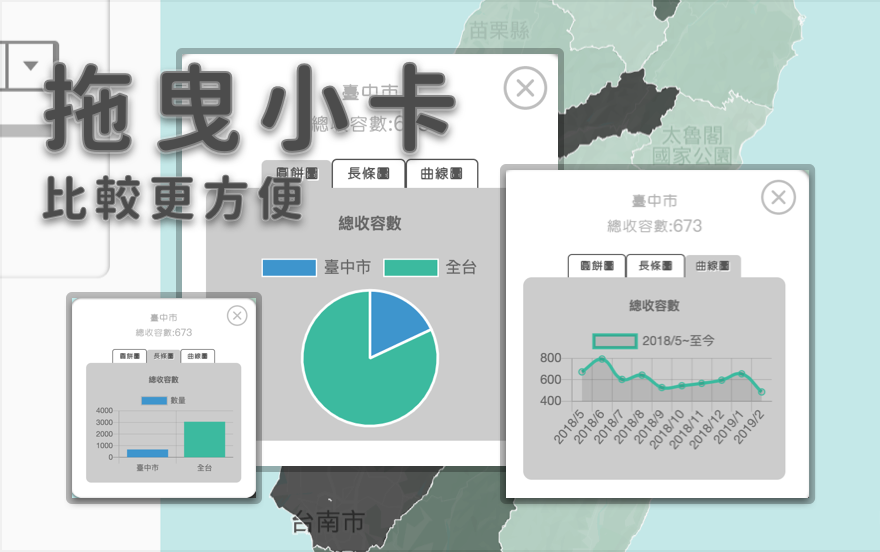 苗栗縣
拖曳小卡
比較更方便
臺中市
總收容數:673
圓餅圖
長條圖
曲線圖
總收容數
臺中市
全台
太魯閣
國家公園
臺中市
總收容數:673
圓餅圖
長條圖
曲線圖
總收容數
2018/5~至今
800
600
400
2018/5
2018/6
2018/7
2018/8
2018/9
2018/10
2018/11
2018/12
2019/1
2019/2
臺中市
總收容數:673
圓餅圖
長條圖
曲線圖
總收容數
數量
4000
3000
2000
1000
0
臺中市
全台
台南市